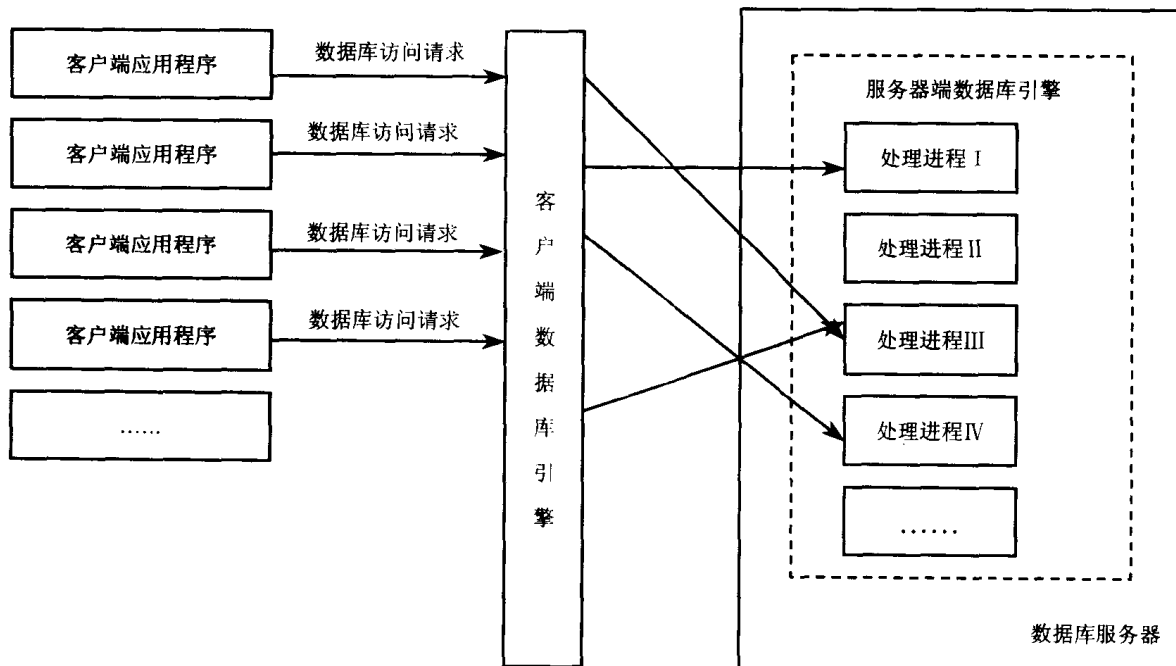 客户端应用程序
数据库访问请求
客户端应用程序
数据库访问请求
客户端应用程序
数据库访问请求
客户端应用程序
数据库访问请求
……
客户端数据库引擎
服务器端数据库引擎
处理进程 I
处理进程 II
处理进程III
处理进程IV
……
数据库服务器